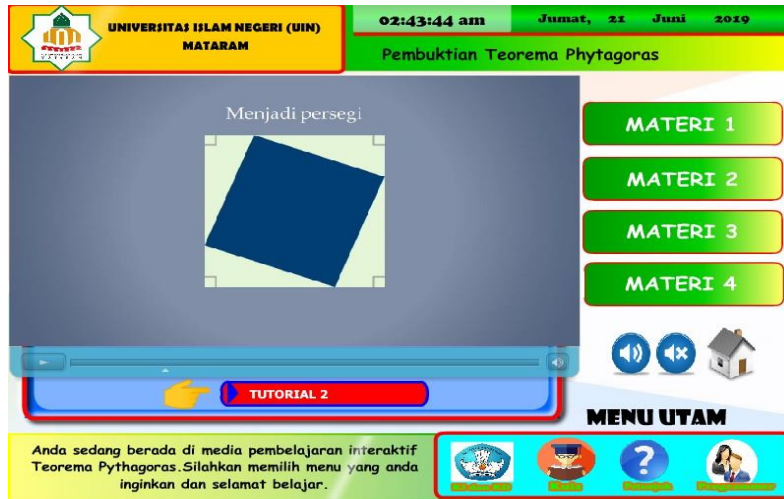 UNIVERSITAS ISLAM NEGERI (UIN)
MATARAM
02:43:44 am Jumat, 21 Juni 2019
Pembuktian Teorema Phytagoras
Menjadi persegi
MATERI 1
MATERI 2
MATERI 3
MATERI 4
TUTORIAL 2
MENU UTAM
Anda sedang berada di media pembelajaran interaktif
Teorema Pythagoras.Silahkan memilih menu yang anda
inginkan dan selamat belajar.